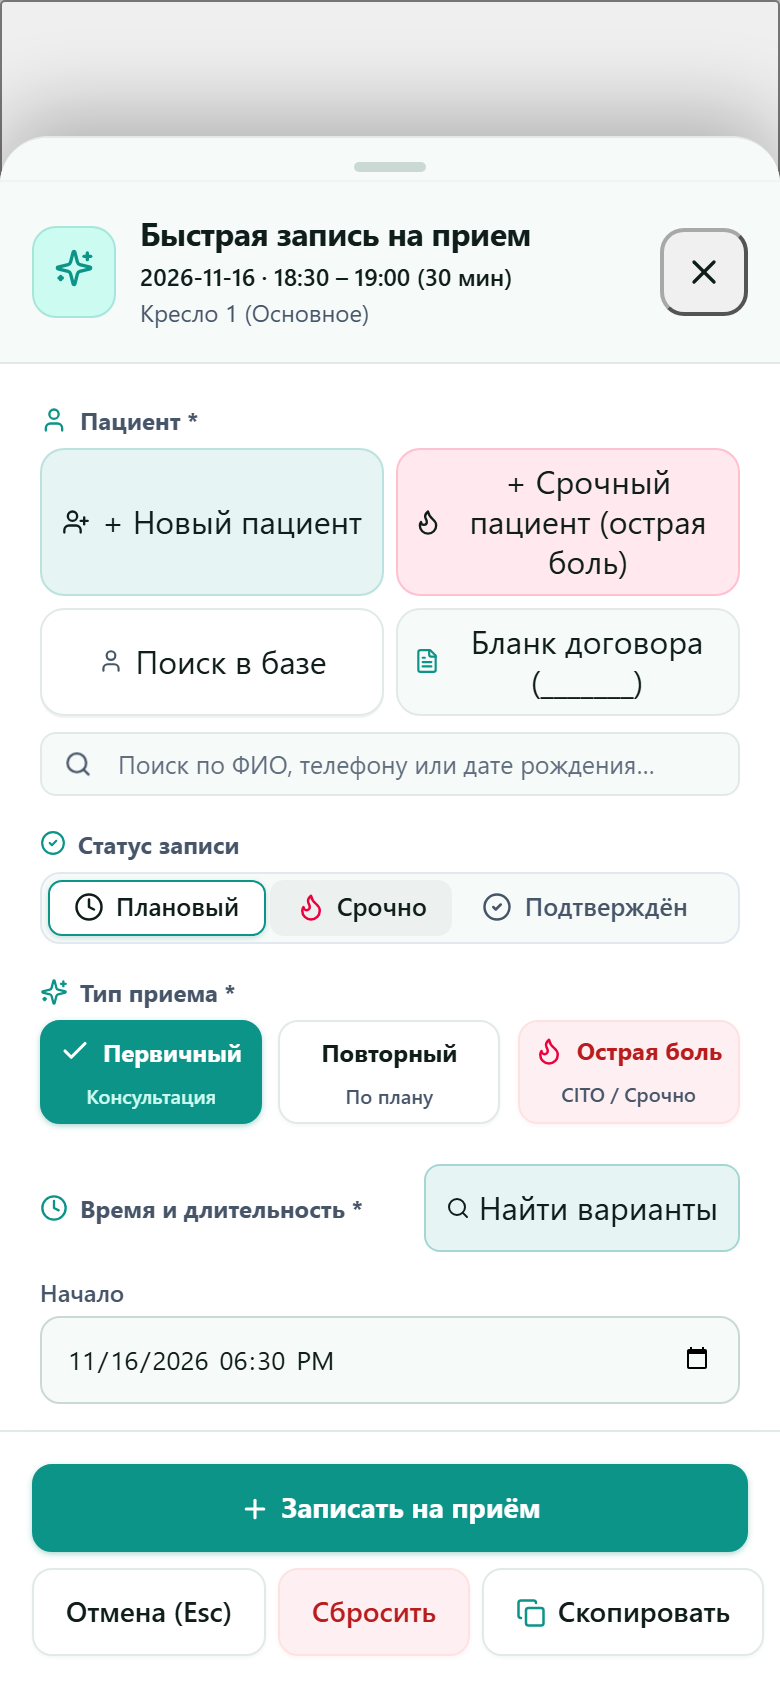 Быстрая запись на прием
2026-11-16 · 18:30 – 19:00 (30 мин)
Кресло 1 (Основное)
Пациент *
+ Новый пациент
+ Срочный
пациент (острая
боль)
Поиск в базе
Бланк договора
(_______)
Поиск по ФИО, телефону или дате рождения...
Статус записи
Плановый
Срочно
Подтверждён
Тип приема *
Первичный
Консультация
Повторный
По плану
Острая боль
CITO / Срочно
Время и длительность *
Найти варианты
Начало
11/16/2026 06:30 PM
Записать на приём
Отмена (Esc)
Сбросить
Скопировать